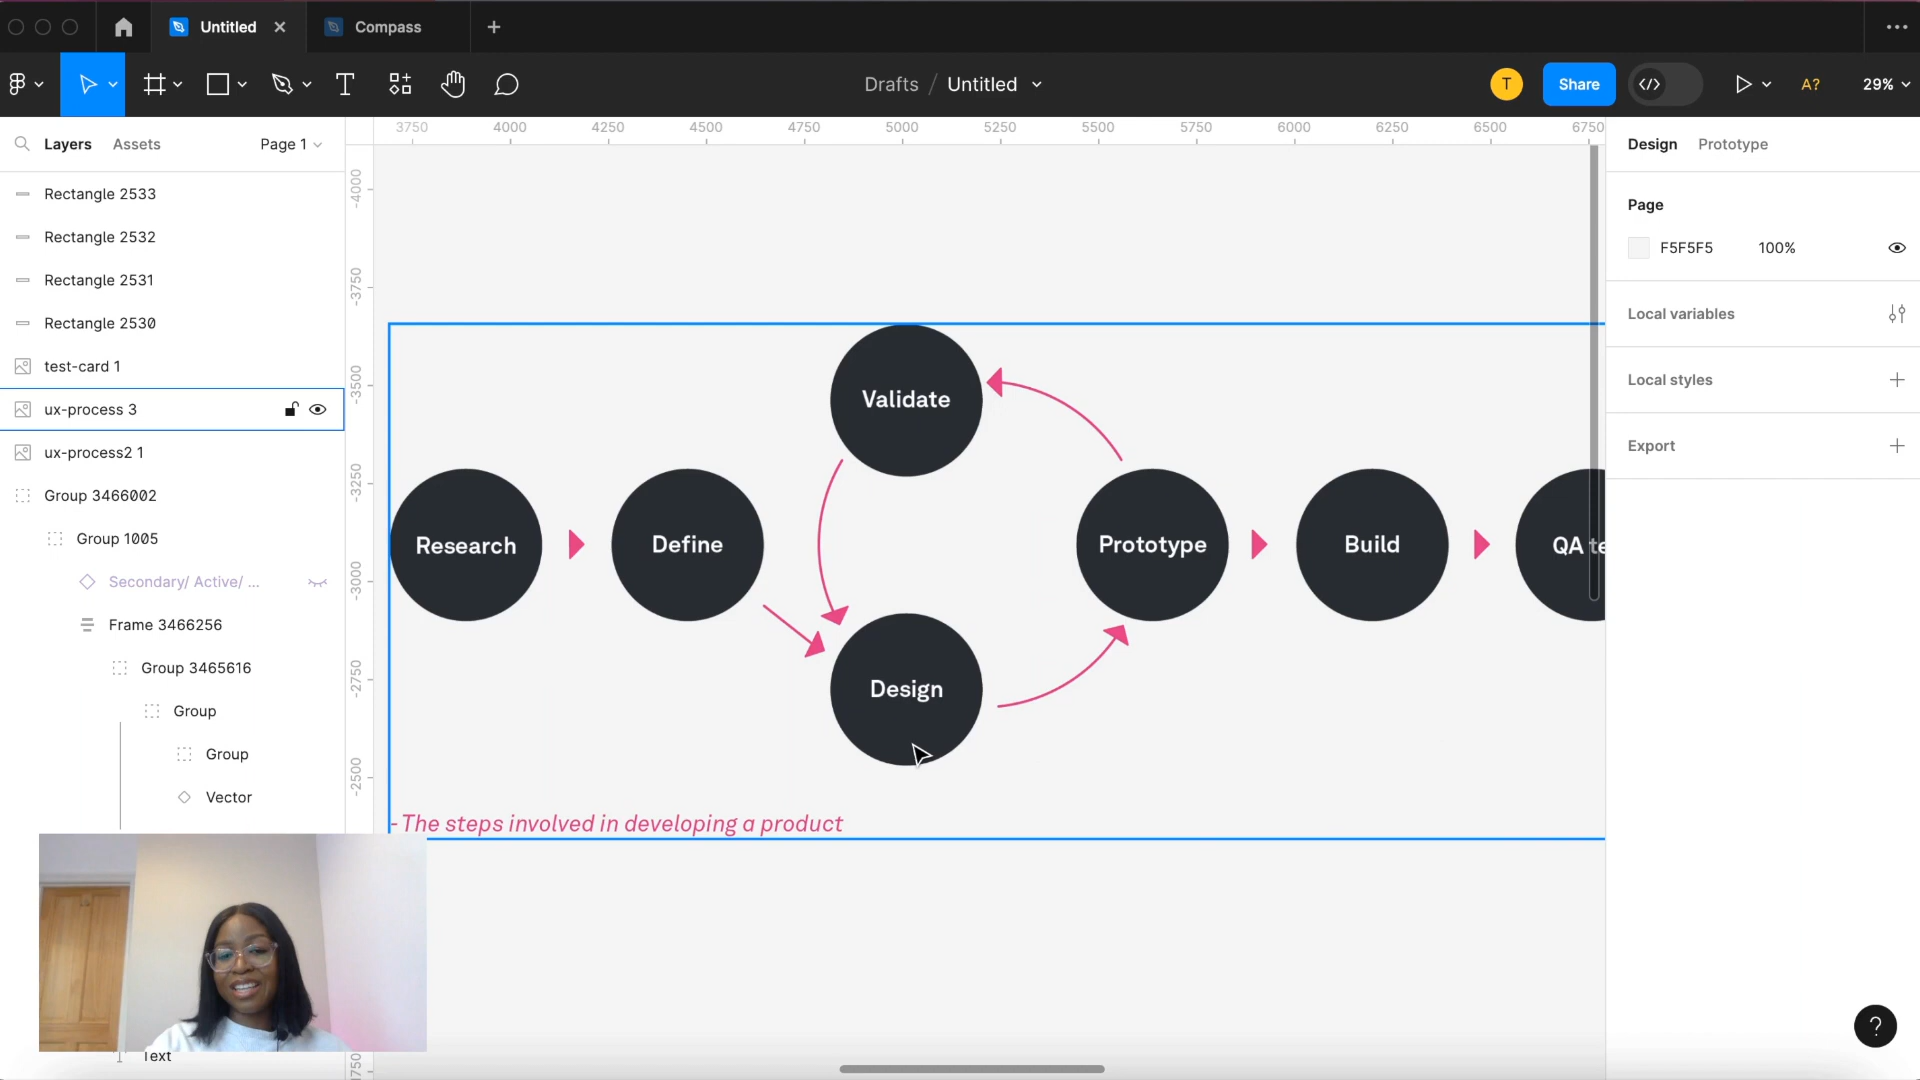 Untitled
Compass
Drafts / Untitled
T
Share
A?
29%
Layers
Assets
Page 1
3750
4000
4250
4500
4750
5000
5250
5500
5750
6000
6250
6500
6750
Design
Prototype
Rectangle 2533
Rectangle 2532
Rectangle 2531
Rectangle 2530
test-card 1
ux-process 3
ux-process2 1
Group 3466002
Group 1005
Secondary/ Active/ ...
Frame 3466256
Group 3465616
Group
Group
Vector
Text
-4000
-3750
-3500
-3250
-3000
-2750
-2500
Validate
Research
Define
Prototype
Build
QA te
Design
- The steps involved in developing a product
Page
F5F5F5
100%
Local variables
Local styles
Export
?